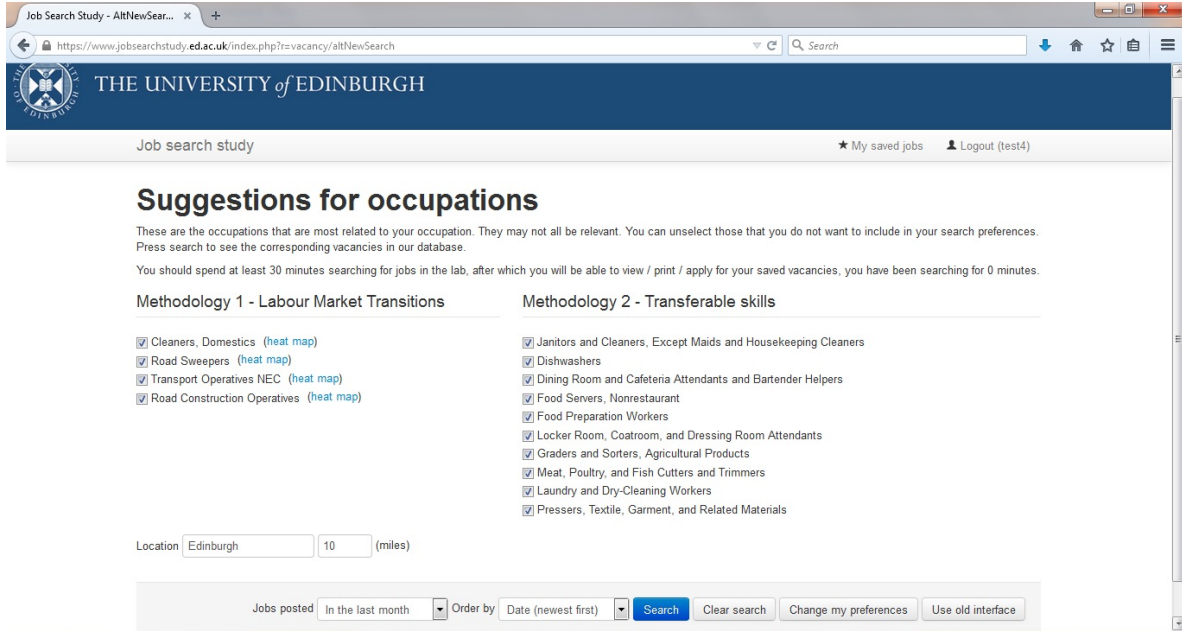 Job Search Study - AltNewSear... × +
https://www.jobsearchstudy.ed.ac.uk/index.php?r=vacancy/altNewSearch
Search
THE UNIVERSITY of EDINBURGH
Job search study
My saved jobs
Logout (test4)
Suggestions for occupations
These are the occupations that are most related to your occupation. They may not all be relevant. You can unselect those that you do not want to include in your search preferences.
Press search to see the corresponding vacancies in our database.
You should spend at least 30 minutes searching for jobs in the lab, after which you will be able to view / print / apply for your saved vacancies, you have been searching for 0 minutes.
Methodology 1 - Labour Market Transitions
Cleaners, Domestics (heat map)
Road Sweepers (heat map)
Transport Operatives NEC (heat map)
Road Construction Operatives (heat map)
Methodology 2 - Transferable skills
Janitors and Cleaners, Except Maids and Housekeeping Cleaners
Dishwashers
Dining Room and Cafeteria Attendants and Bartender Helpers
Food Servers, Nonrestaurant
Food Preparation Workers
Locker Room, Coatroom, and Dressing Room Attendants
Graders and Sorters, Agricultural Products
Meat, Poultry, and Fish Cutters and Trimmers
Laundry and Dry-Cleaning Workers
Pressers, Textile, Garment, and Related Materials
Location Edinburgh 10 (miles)
Jobs posted In the last month Order by Date (newest first) Search Clear search Change my preferences Use old interface